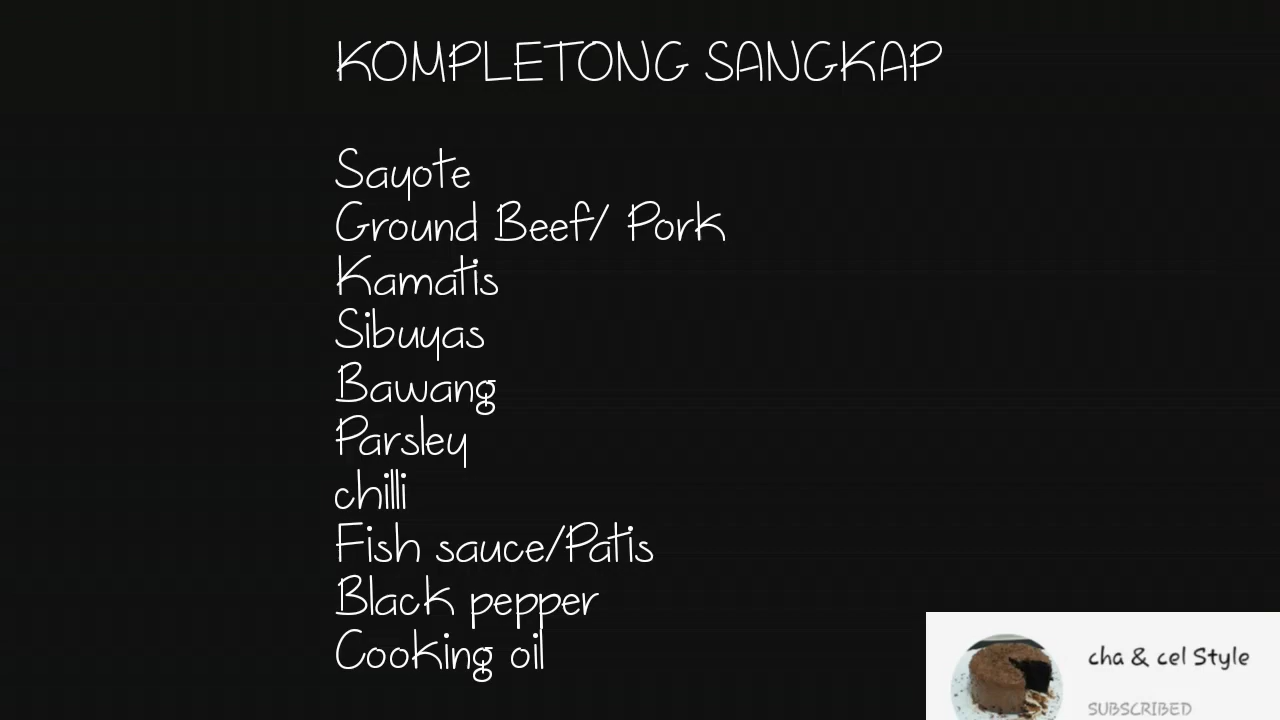 KOMPLETONG SANGKAP
Sayote
Ground Beef/ Pork
Kamatis
Sibuyas
Bawang
Parsley
chilli
Fish sauce/Patis
Black pepper
Cooking oil
cha & cel Style
SUBSCRIBED